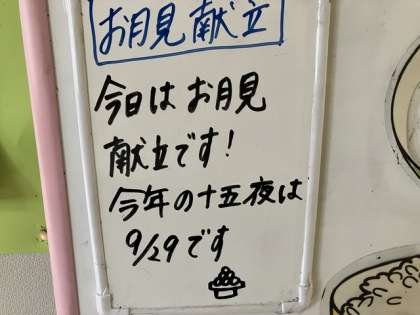 お月見献立
今日はお月見
献立です!
今年の十五夜は
9/29です